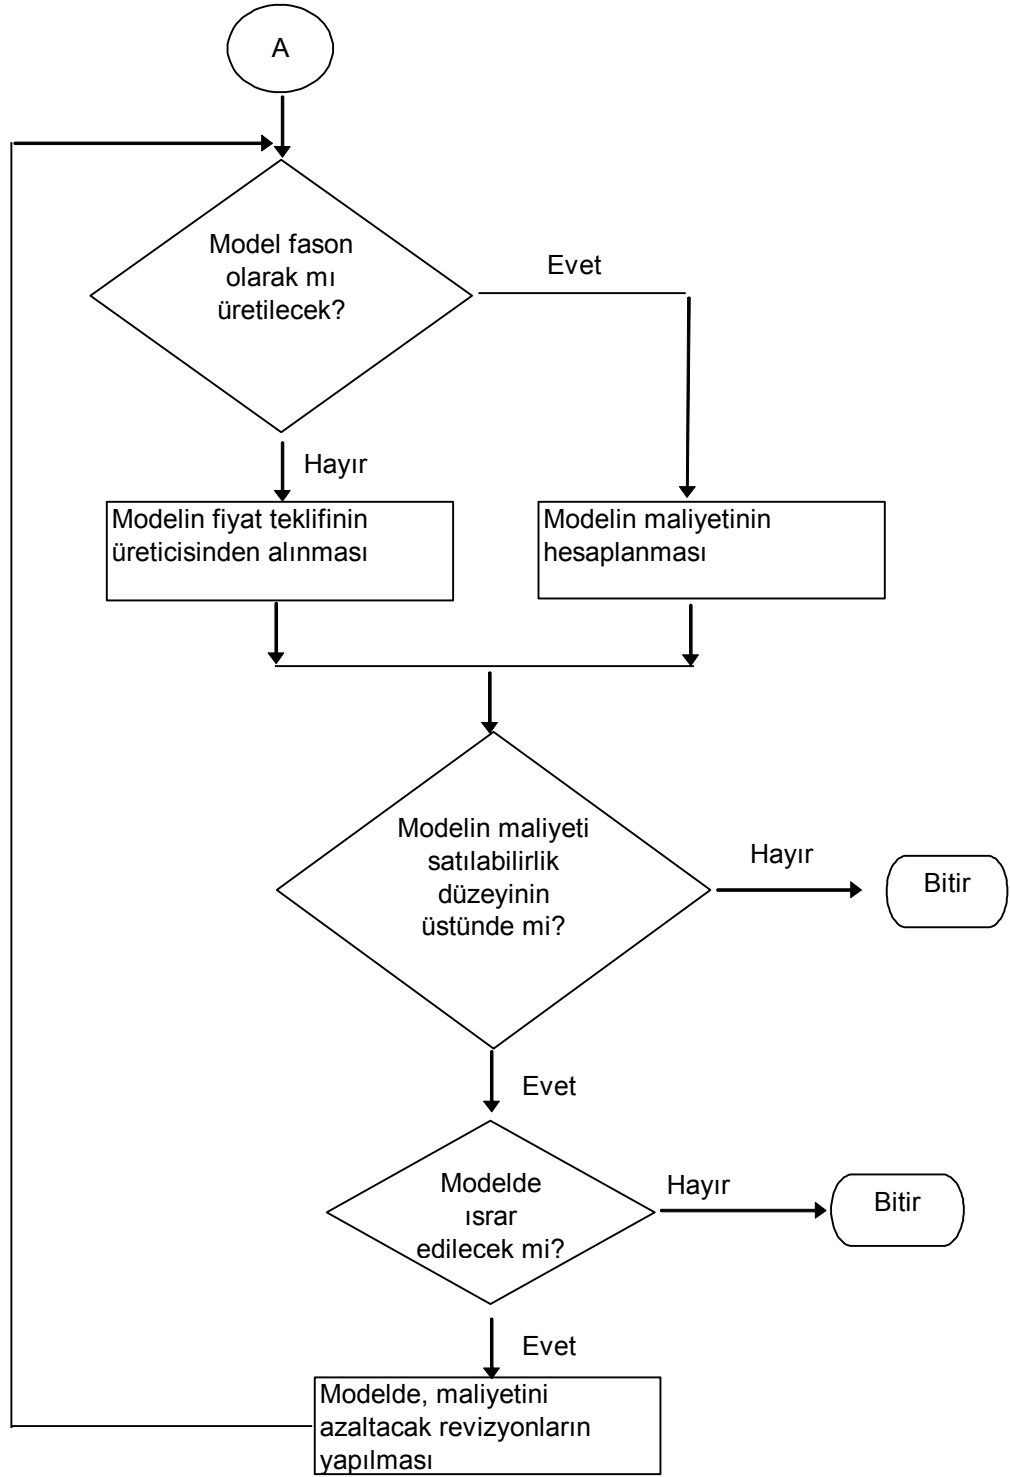 A
Model fason
olarak mı
üretilecek?
Evet
Hayır
Modelin fiyat teklifinin
üreticisinden alınması
Modelin maliyetinin
hesaplanması
Modelin maliyeti
satılabilirlik
düzeyinin
üstünde mi?
Hayır
Bitir
Evet
Modelde
ısrar
edilecek mi?
Hayır
Bitir
Evet
Modelde, maliyetini
azaltacak revizyonların
yapılması